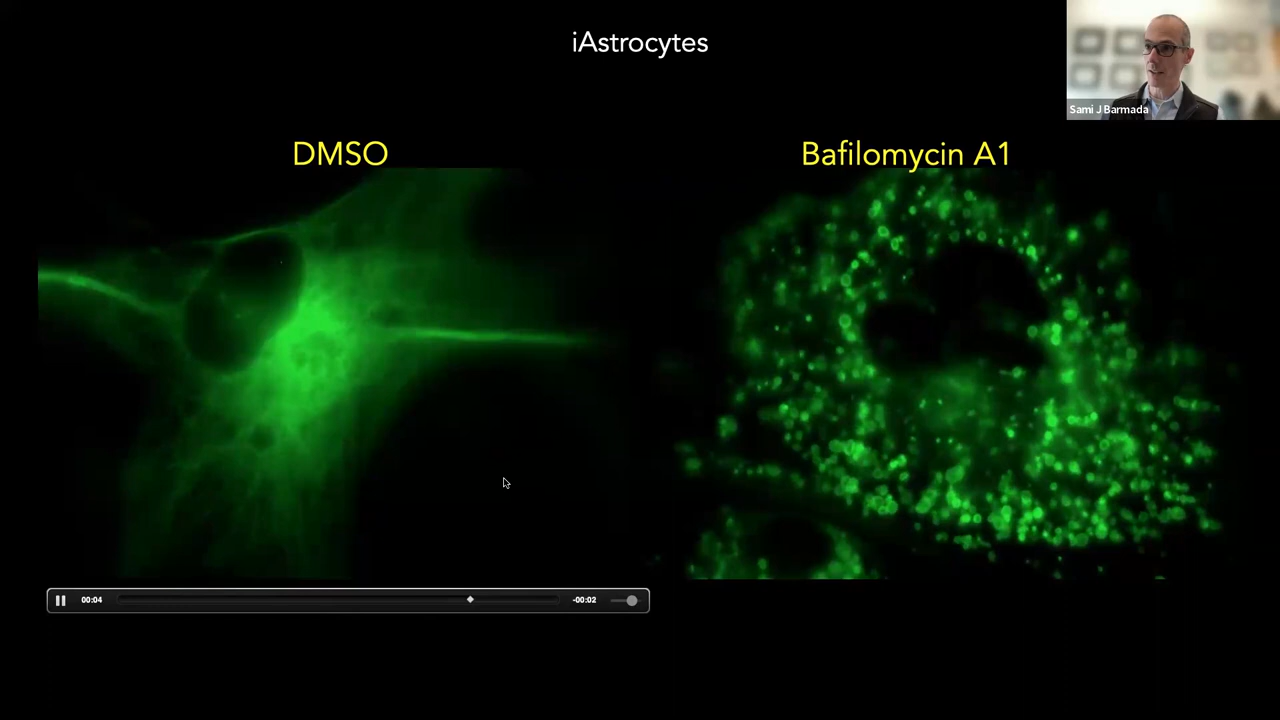 iAstrocytes
Sami J Barmada
DMSO
Bafilomycin A1
00:04
-00:02